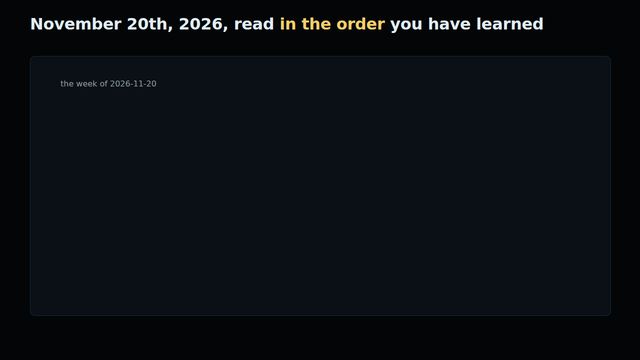 November 20th, 2026, read in the order you have learned
the week of 2026-11-20